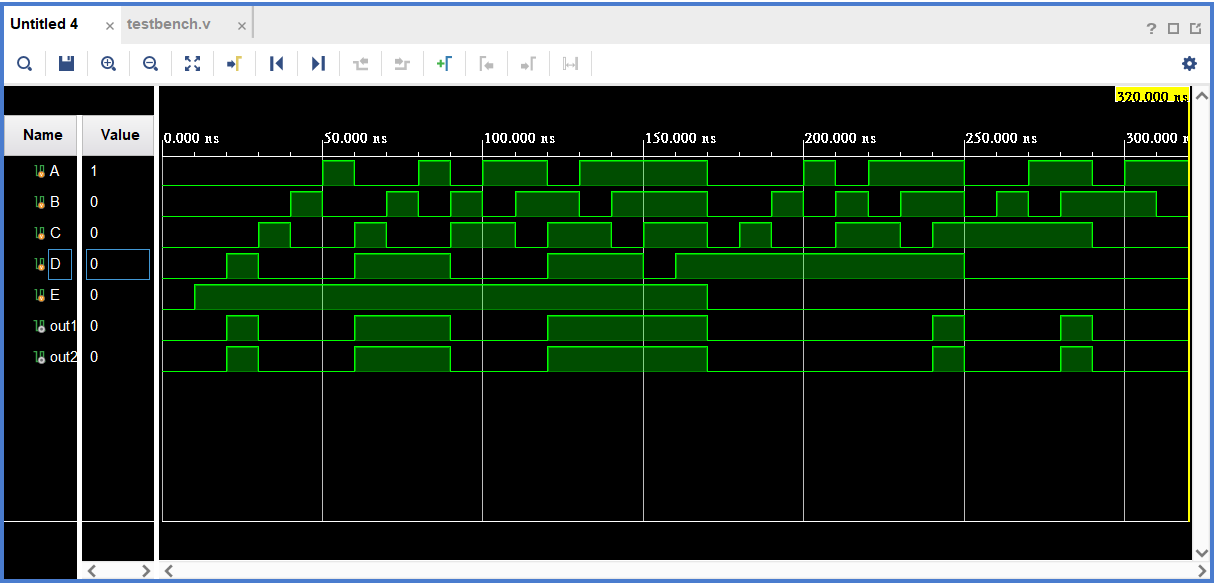 Untitled 4 × testbench.v × ?
320.000 ns
Name Value 0.000 ns 50.000 ns 100.000 ns 150.000 ns 200.000 ns 250.000 ns 300.000 n
A 1
B 0
C 0
D 0
E 0
out1 0
out2 0